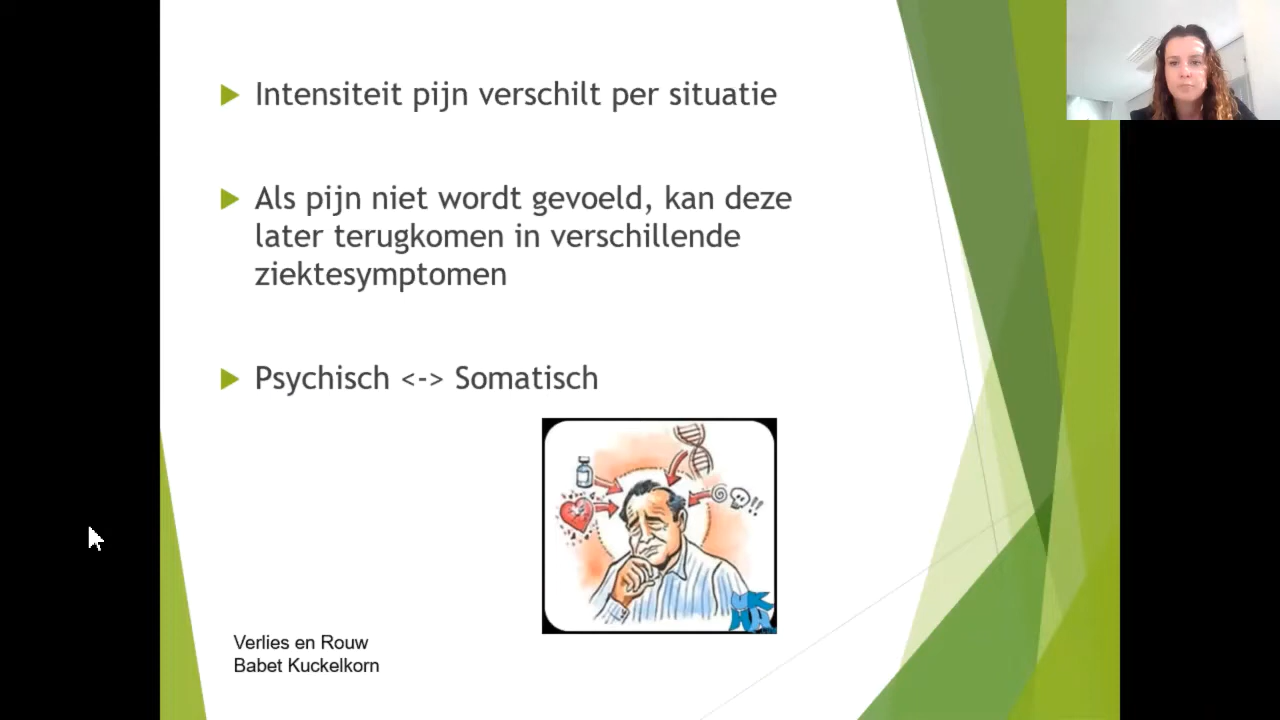 Intensiteit pijn verschilt per situatie
Als pijn niet wordt gevoeld, kan deze
later terugkomen in verschillende
ziektesymptomen
Psychisch <-> Somatisch
!!
Verlies en Rouw
Babet Kuckelkorn